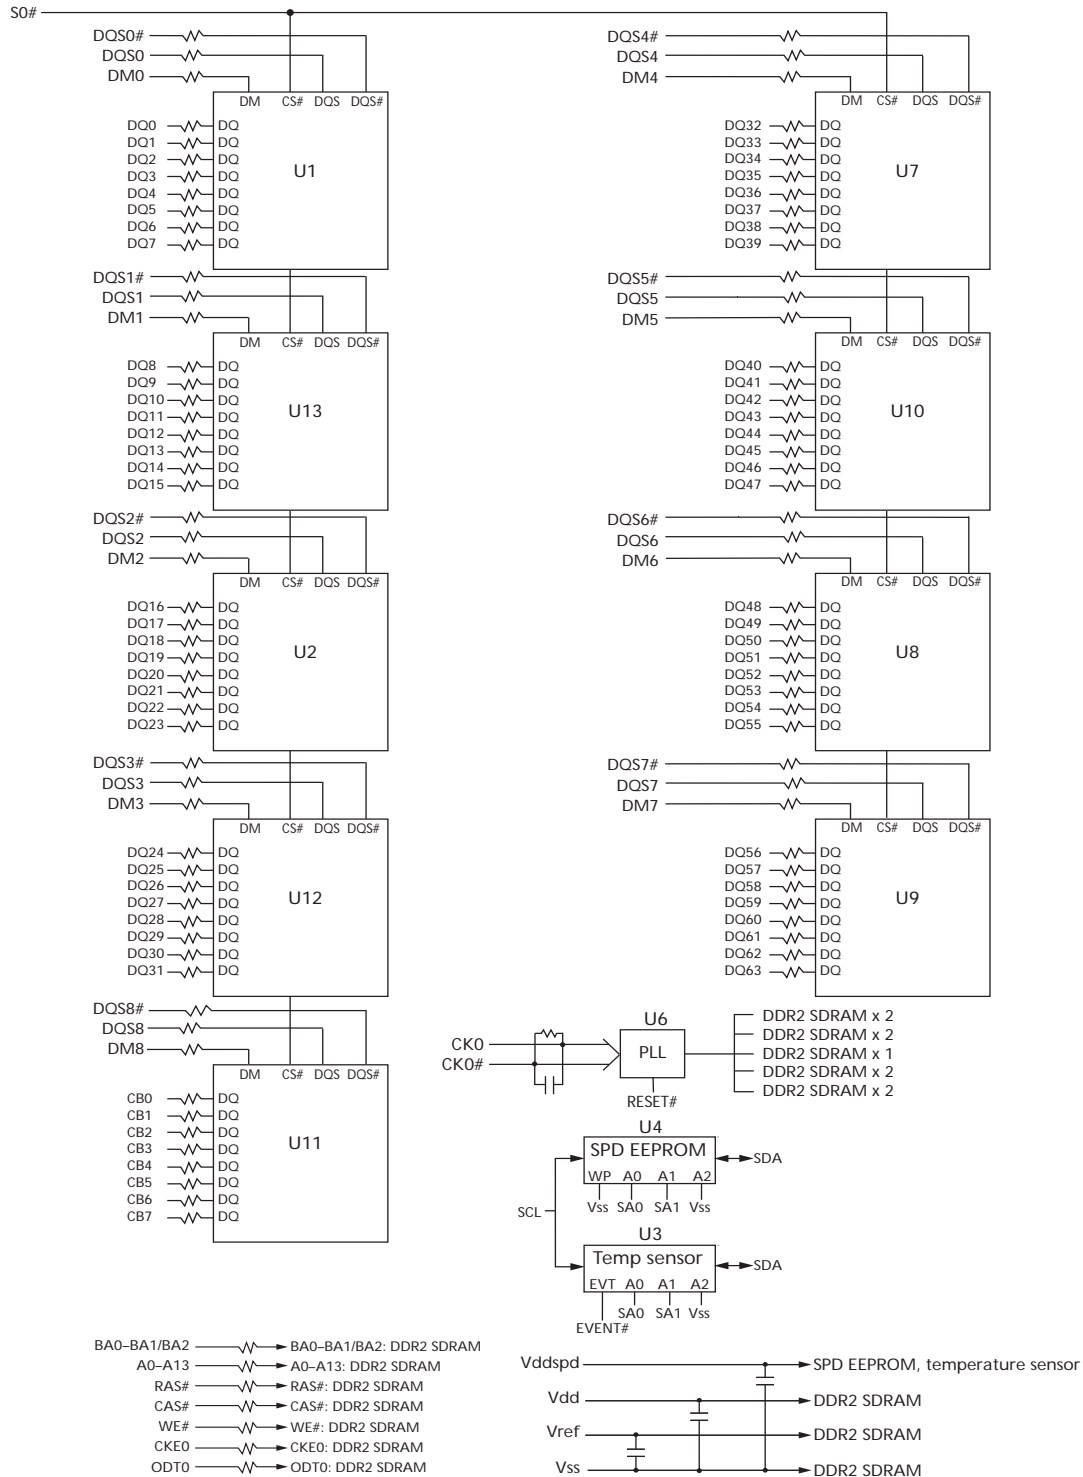 S0#
DQS0#
DQS0
DM0
DM CS# DQS DQS#
DQ0 DQ
DQ1 DQ
DQ2 DQ
DQ3 DQ
DQ4 DQ
DQ5 DQ
DQ6 DQ
DQ7 DQ
U1
DQS1#
DQS1
DM1
DM CS# DQS DQS#
DQ8 DQ
DQ9 DQ
DQ10 DQ
DQ11 DQ
DQ12 DQ
DQ13 DQ
DQ14 DQ
DQ15 DQ
U13
DQS2#
DQS2
DM2
DM CS# DQS DQS#
DQ16 DQ
DQ17 DQ
DQ18 DQ
DQ19 DQ
DQ20 DQ
DQ21 DQ
DQ22 DQ
DQ23 DQ
U2
DQS3#
DQS3
DM3
DM CS# DQS DQS#
DQ24 DQ
DQ25 DQ
DQ26 DQ
DQ27 DQ
DQ28 DQ
DQ29 DQ
DQ30 DQ
DQ31 DQ
U12
DQS8#
DQS8
DM8
DM CS# DQS DQS#
CB0 DQ
CB1 DQ
CB2 DQ
CB3 DQ
CB4 DQ
CB5 DQ
CB6 DQ
CB7 DQ
U11
DQS4#
DQS4
DM4
DM CS# DQS DQS#
DQ32 DQ
DQ33 DQ
DQ34 DQ
DQ35 DQ
DQ36 DQ
DQ37 DQ
DQ38 DQ
DQ39 DQ
U7
DQS5#
DQS5
DM5
DM CS# DQS DQS#
DQ40 DQ
DQ41 DQ
DQ42 DQ
DQ43 DQ
DQ44 DQ
DQ45 DQ
DQ46 DQ
DQ47 DQ
U10
DQS6#
DQS6
DM6
DM CS# DQS DQS#
DQ48 DQ
DQ49 DQ
DQ50 DQ
DQ51 DQ
DQ52 DQ
DQ53 DQ
DQ54 DQ
DQ55 DQ
U8
DQS7#
DQS7
DM7
DM CS# DQS DQS#
DQ56 DQ
DQ57 DQ
DQ58 DQ
DQ59 DQ
DQ60 DQ
DQ61 DQ
DQ62 DQ
DQ63 DQ
U9
CK0
CK0#
U6
PLL
RESET#
DDR2 SDRAM x 2
DDR2 SDRAM x 2
DDR2 SDRAM x 1
DDR2 SDRAM x 2
DDR2 SDRAM x 2
U4
SPD EEPROM
SDA
WP A0 A1 A2
Vss SA0 SA1 Vss
SCL
U3
Temp sensor
SDA
EVT A0 A1 A2
SA0 SA1 Vss
EVENT#
BA0–BA1/BA2 BA0–BA1/BA2: DDR2 SDRAM
A0–A13 A0–A13: DDR2 SDRAM
RAS# RAS#: DDR2 SDRAM
CAS# CAS#: DDR2 SDRAM
WE# WE#: DDR2 SDRAM
CKE0 CKE0: DDR2 SDRAM
ODT0 ODT0: DDR2 SDRAM
Vddspd SPD EEPROM, temperature sensor
Vdd DDR2 SDRAM
Vref DDR2 SDRAM
Vss DDR2 SDRAM